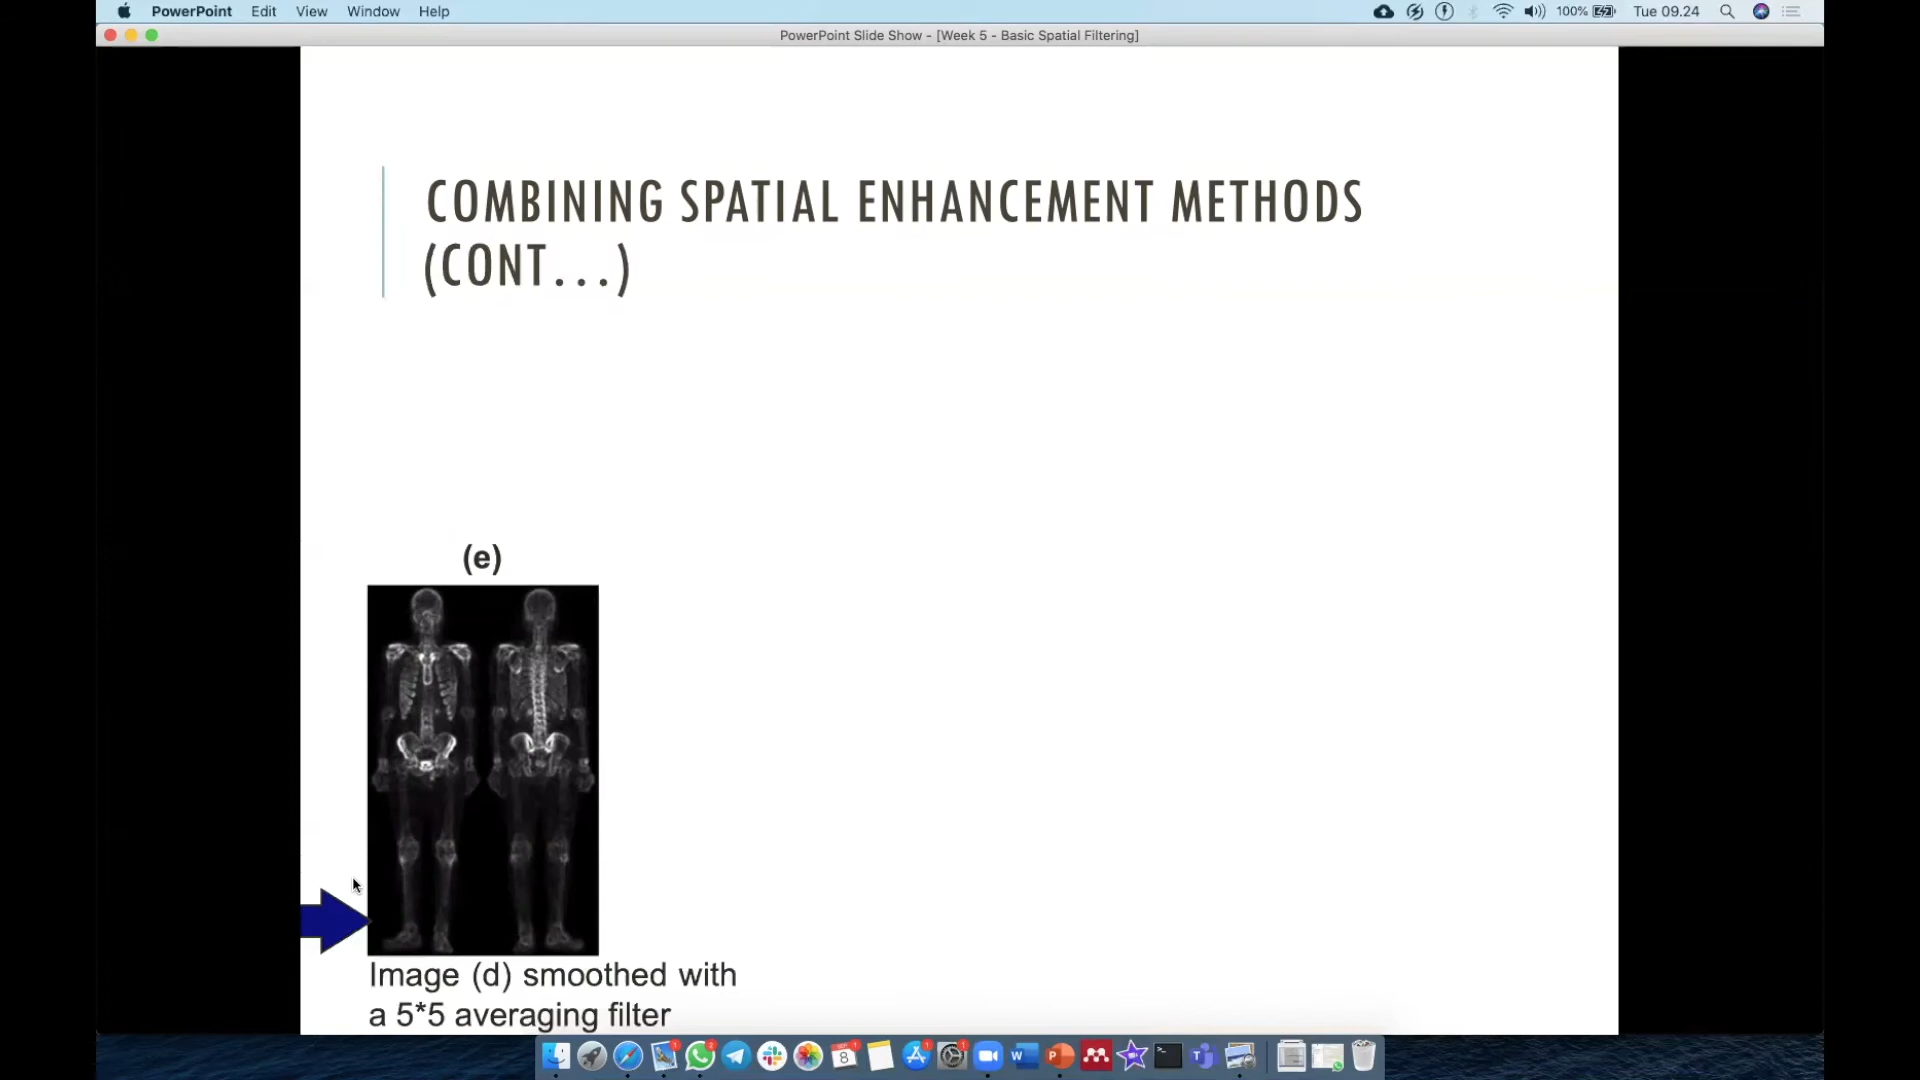 PowerPoint Edit View Window Help 100% Tue 09.24
PowerPoint Slide Show - [Week 5 - Basic Spatial Filtering]
COMBINING SPATIAL ENHANCEMENT METHODS
(CONT...)
(e)
Image (d) smoothed with
a 5*5 averaging filter